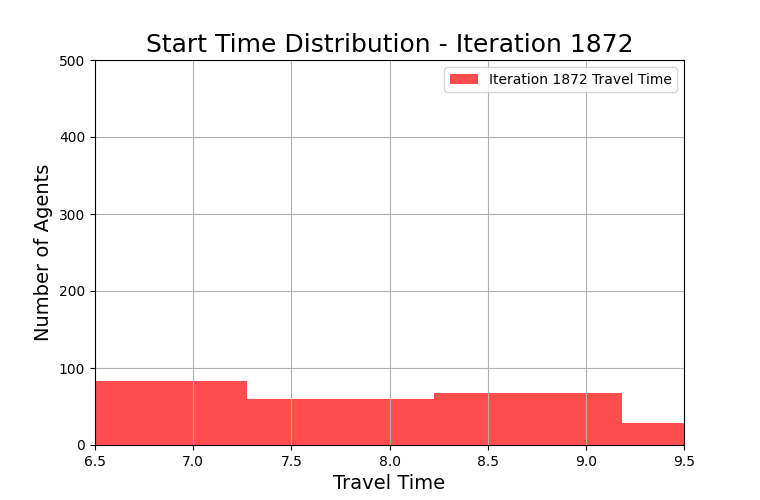 Start Time Distribution - Iteration 1872
Iteration 1872 Travel Time
Number of Agents
500
400
300
200
100
0
6.5 7.0 7.5 8.0 8.5 9.0 9.5
Travel Time